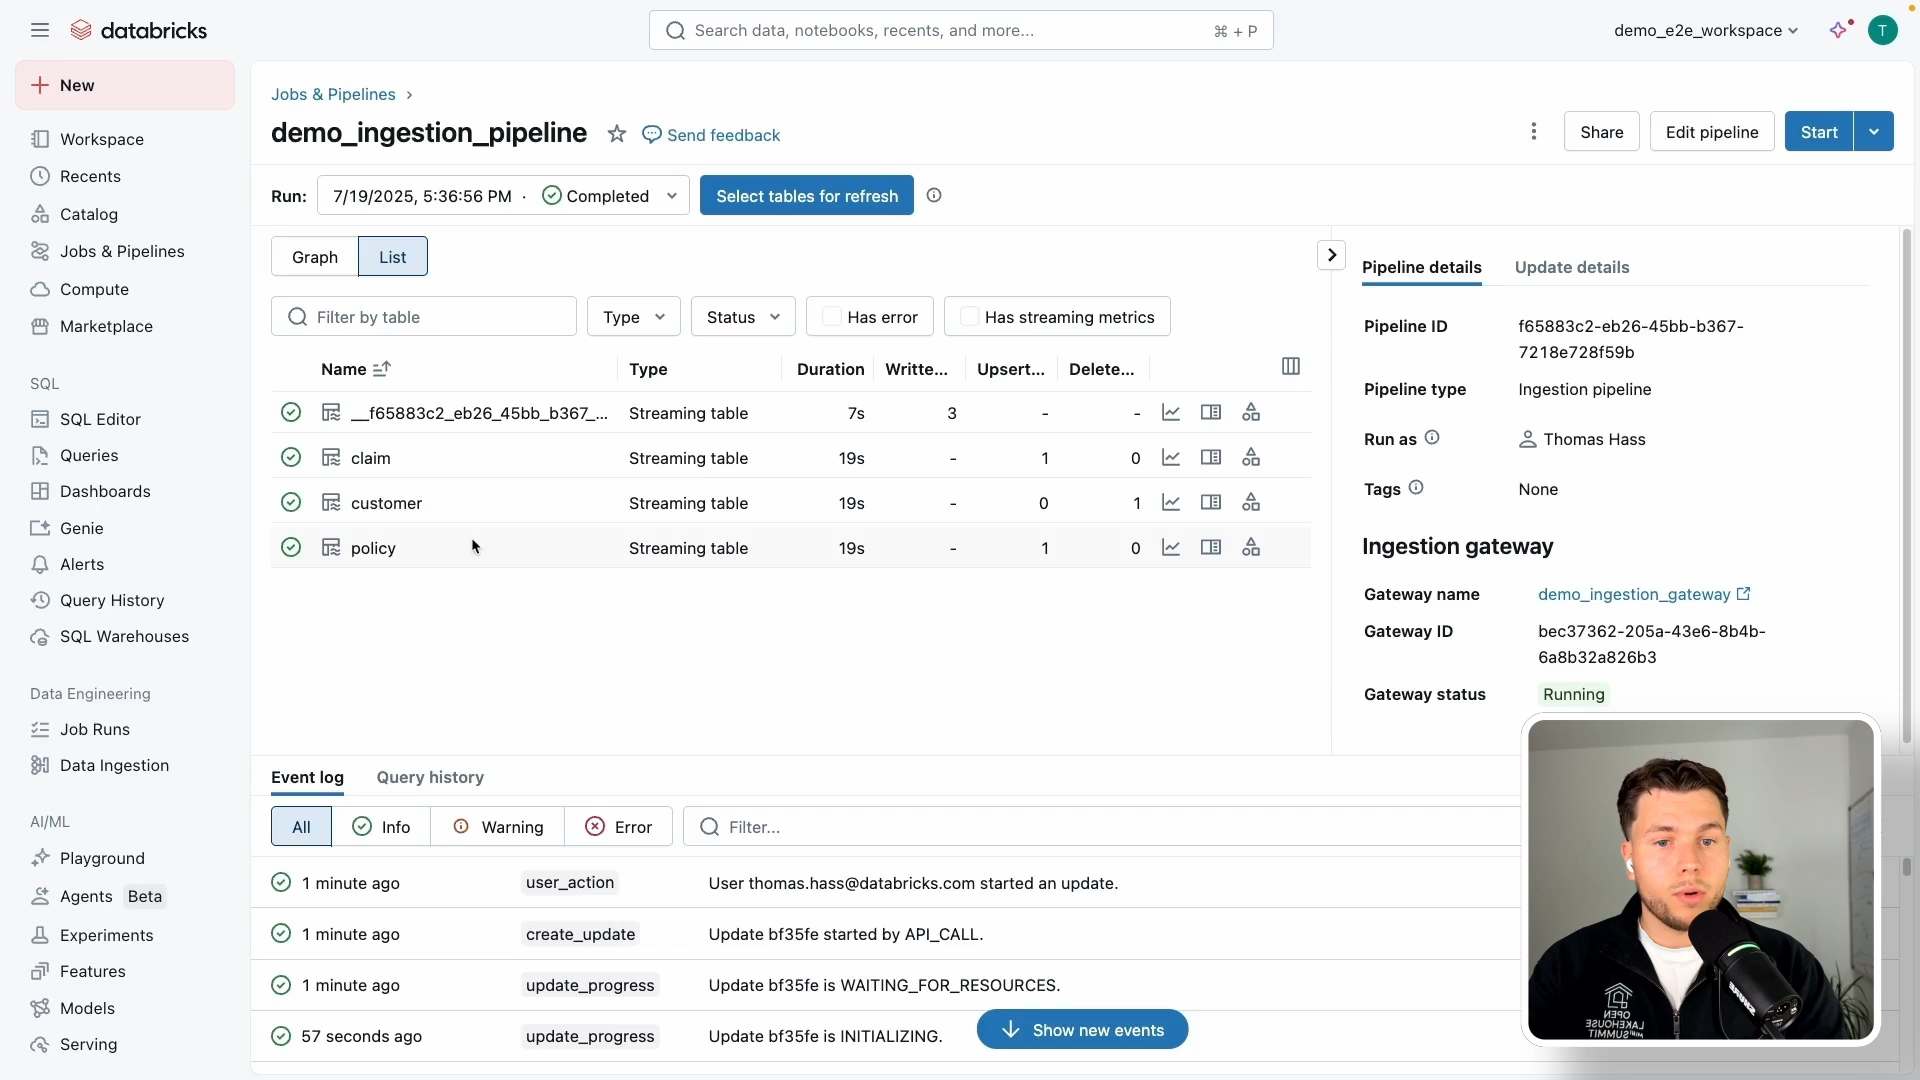 databricks
Search data, notebooks, recents, and more...
⌘ + P
demo_e2e_workspace
T
New
Workspace
Recents
Catalog
Jobs & Pipelines
Compute
Marketplace
SQL
SQL Editor
Queries
Dashboards
Genie
Alerts
Query History
SQL Warehouses
Data Engineering
Job Runs
Data Ingestion
AI/ML
Playground
Agents Beta
Experiments
Features
Models
Serving
Jobs & Pipelines ›
demo_ingestion_pipeline
Send feedback
Share
Edit pipeline
Start
Run: 7/19/2025, 5:36:56 PM · Completed
Select tables for refresh
Graph List
Filter by table
Type
Status
Has error
Has streaming metrics
Name Type Duration Writte... Upsert... Delete...
__f65883c2_eb26_45bb_b367_... Streaming table 7s 3 - -
claim Streaming table 19s - 1 0
customer Streaming table 19s - 0 1
policy Streaming table 19s - 1 0
Pipeline details Update details
Pipeline ID f65883c2-eb26-45bb-b367-
7218e728f59b
Pipeline type Ingestion pipeline
Run as Thomas Hass
Tags None
Ingestion gateway
Gateway name demo_ingestion_gateway
Gateway ID bec37362-205a-43e6-8b4b-
6a8b32a826b3
Gateway status Running
Event log Query history
All Info Warning Error
Filter...
1 minute ago user_action User thomas.hass@databricks.com started an update.
1 minute ago create_update Update bf35fe started by API_CALL.
1 minute ago update_progress Update bf35fe is WAITING_FOR_RESOURCES.
57 seconds ago update_progress Update bf35fe is INITIALIZING.
Show new events
OPEN
LAKEHOUSE
SUMMIT